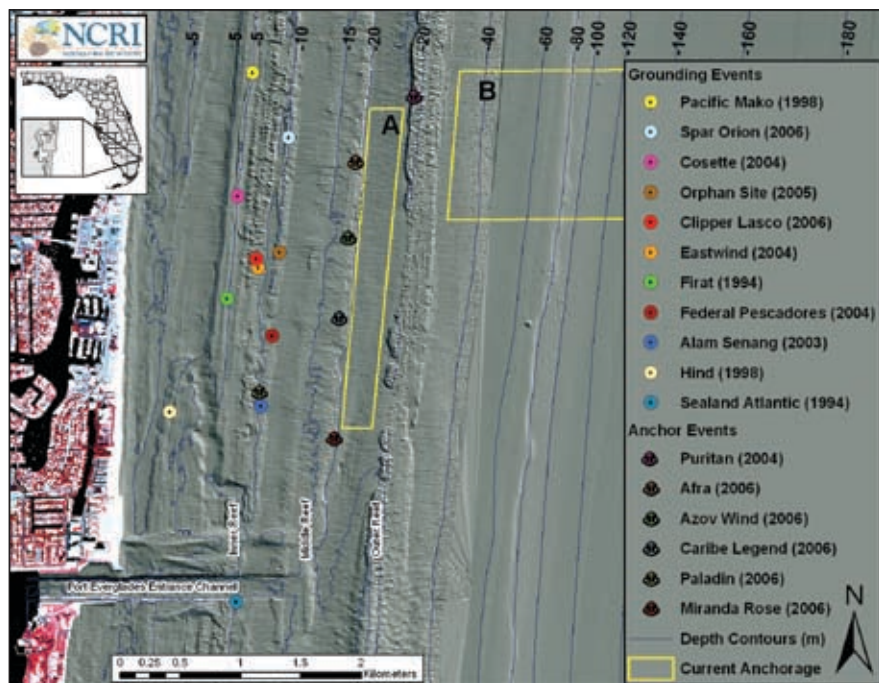 NCRI
-5
-5
-5
-10
-15
-20
-20
-40
-60
-80
-100
-120
-140
-160
-180
A
B
Grounding Events
Pacific Mako (1998)
Spar Orion (2006)
Cosette (2004)
Orphan Site (2005)
Clipper Lasco (2006)
Eastwind (2004)
Firat (1994)
Federal Pescadores (2004)
Alam Senang (2003)
Hind (1998)
Sealand Atlantic (1994)
Anchor Events
Puritan (2004)
Afra (2006)
Azov Wind (2006)
Caribe Legend (2006)
Paladin (2006)
Miranda Rose (2006)
Depth Contours (m)
Current Anchorage
N
Inner Reef
Middle Reef
Outer Reef
Port Everglades Entrance Channel
0 0.25 0.5 1 1.5 2
Kilometers